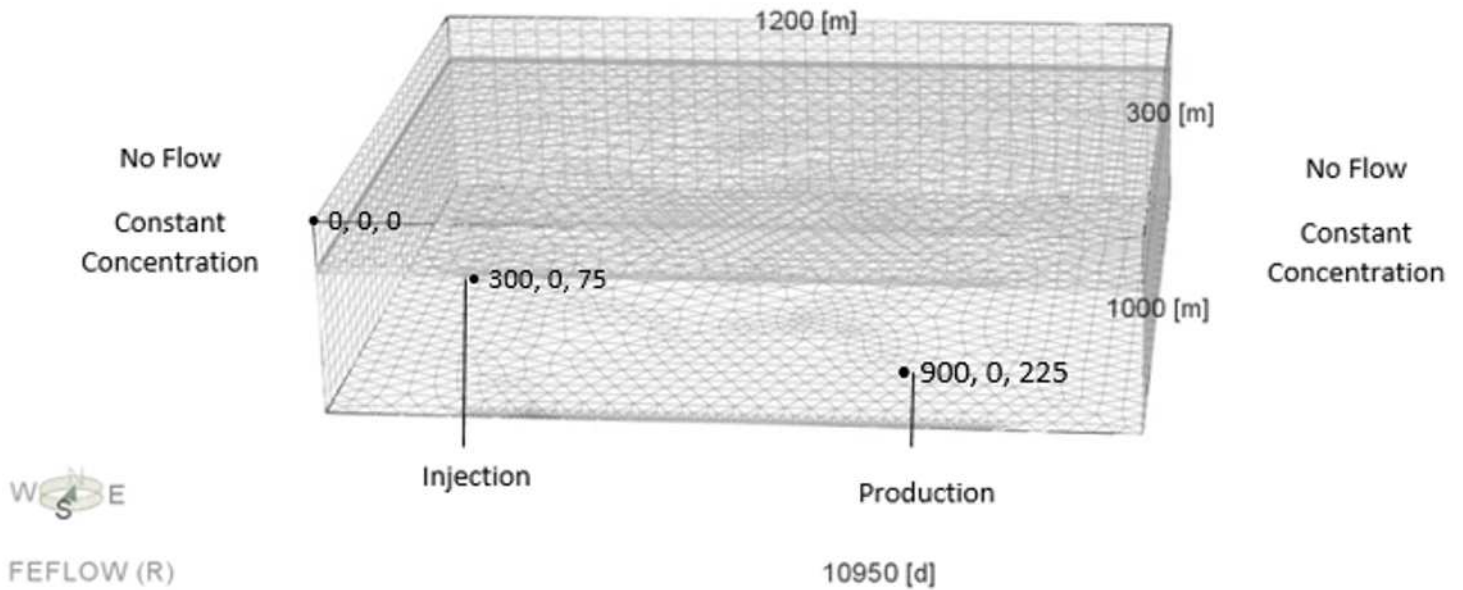 1200 [m]
300 [m]
No Flow
No Flow
Constant
Concentration
0, 0, 0
Constant
Concentration
300, 0, 75
1000 [m]
900, 0, 225
Injection
Production
N
W E
S
FEFLOW (R)
10950 [d]